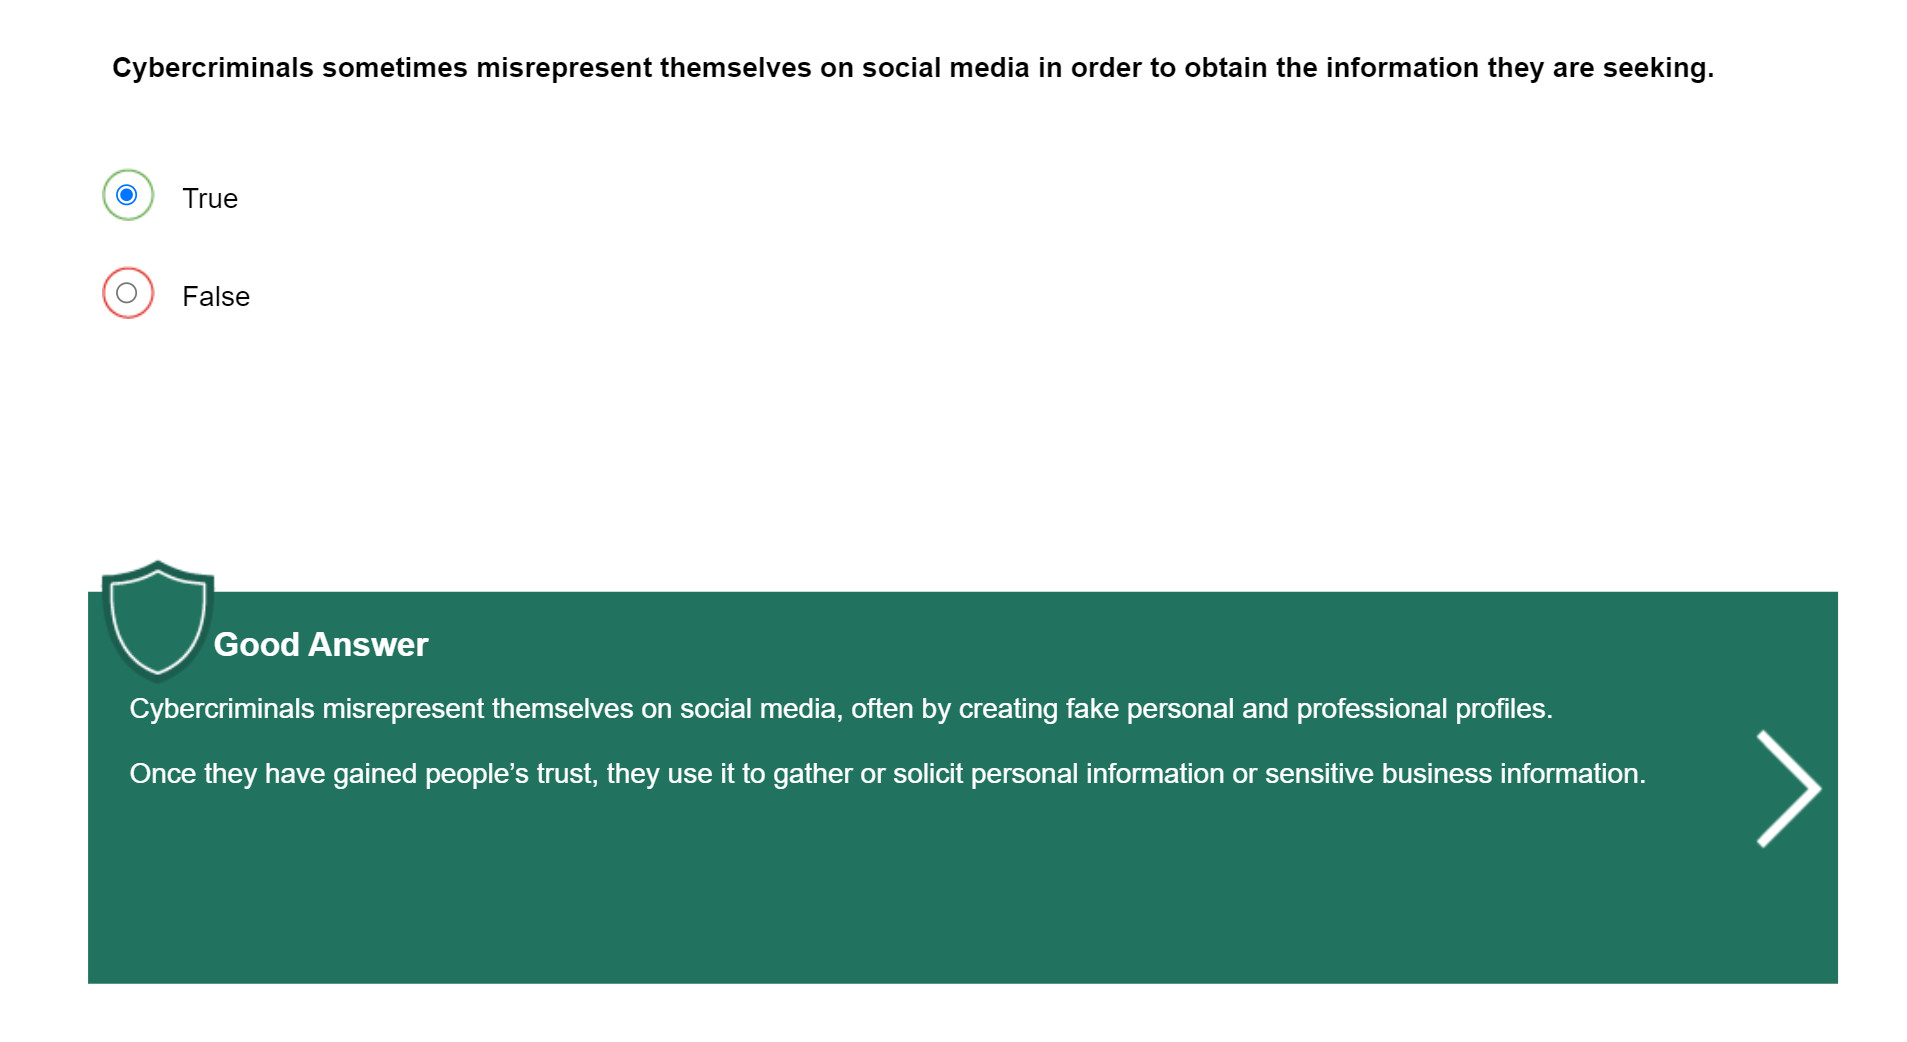 Cybercriminals sometimes misrepresent themselves on social media in order to obtain the information they are seeking.
True
False
Good Answer
Cybercriminals misrepresent themselves on social media, often by creating fake personal and professional profiles.
Once they have gained people’s trust, they use it to gather or solicit personal information or sensitive business information.